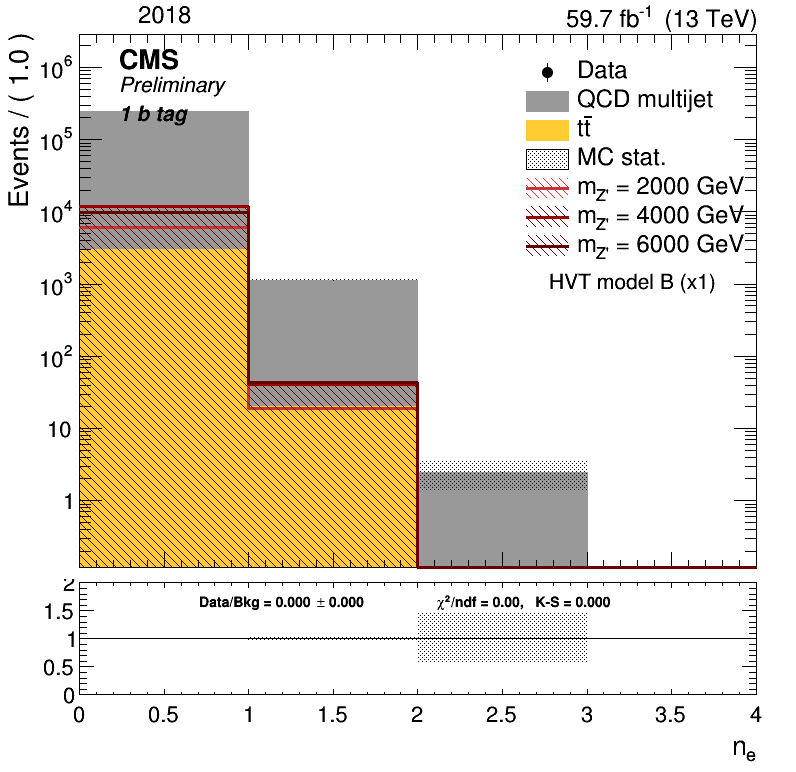 2018
59.7 fb⁻¹ (13 TeV)
Events / ( 1.0 )
CMS
Preliminary
1 b tag
Data
QCD multijet
tt̄
MC stat.
m_Z' = 2000 GeV
m_Z' = 4000 GeV
m_Z' = 6000 GeV
HVT model B (x1)
10⁶
10⁵
10⁴
10³
10²
10
1
Data/Bkg = 0.000 ± 0.000
χ²/ndf = 0.00, K-S = 0.000
2
1.5
1
0.5
0
0 0.5 1 1.5 2 2.5 3 3.5 4
n_e